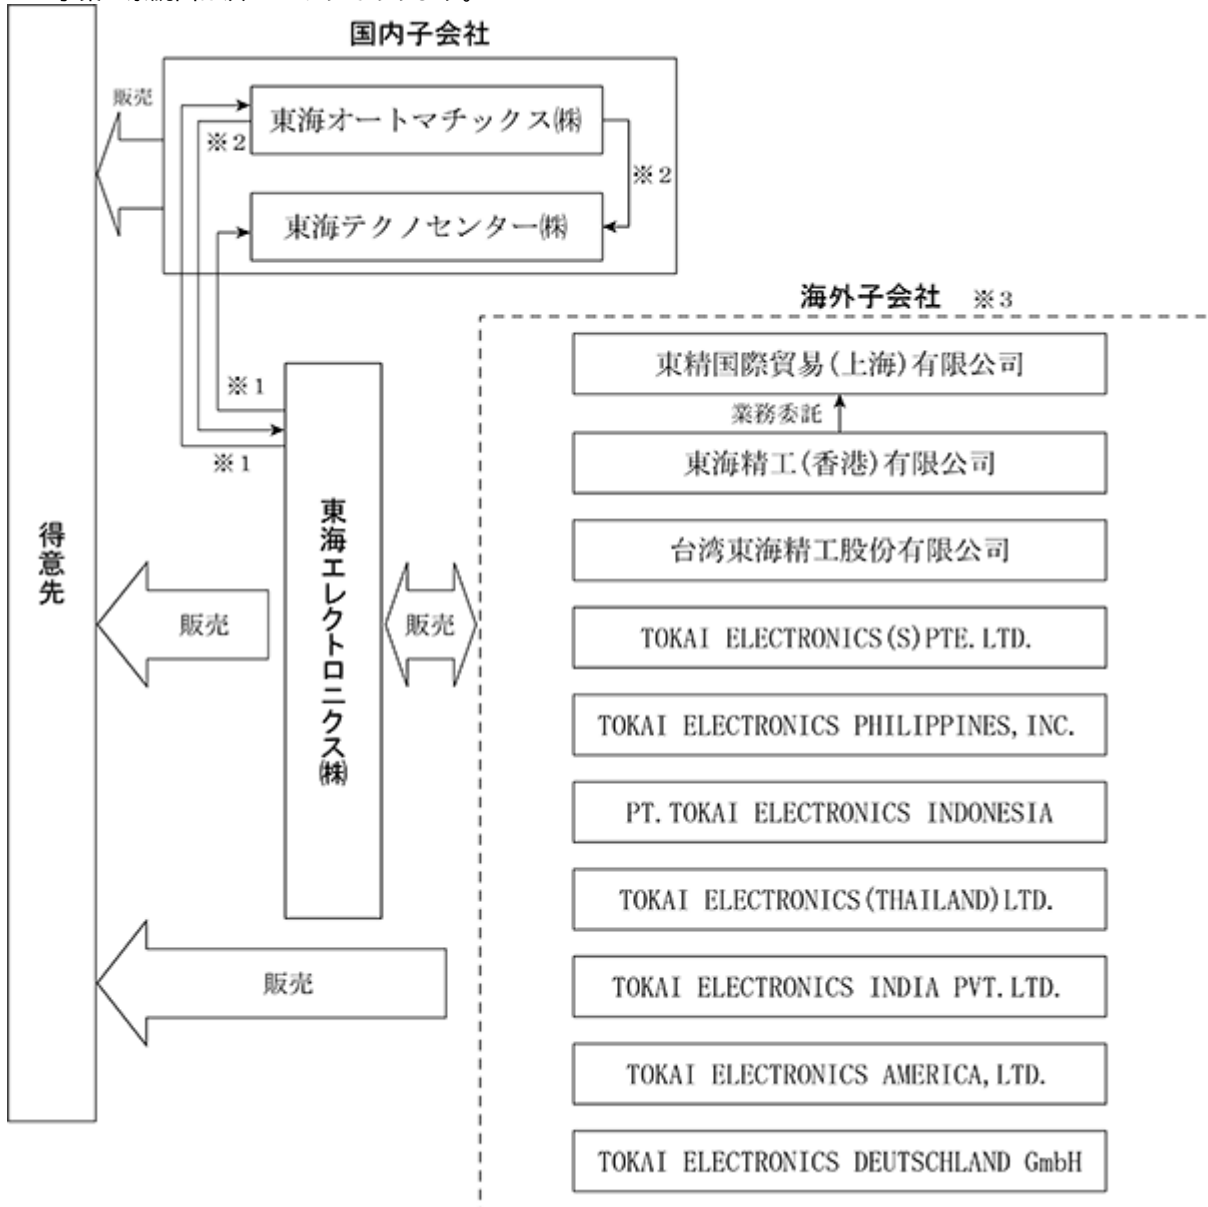 国内子会社
販売
東海オートマチックス㈱
※2
※2
東海テクノセンター㈱
海外子会社 ※3
東精国際貿易(上海)有限公司
※1
業務委託
※1
東海精工(香港)有限公司
得意先
東海エレクトロニクス㈱
台湾東海精工股份有限公司
販売
販売
TOKAI ELECTRONICS(S)PTE.LTD.
TOKAI ELECTRONICS PHILIPPINES,INC.
PT.TOKAI ELECTRONICS INDONESIA
TOKAI ELECTRONICS(THAILAND)LTD.
販売
TOKAI ELECTRONICS INDIA PVT.LTD.
TOKAI ELECTRONICS AMERICA,LTD.
TOKAI ELECTRONICS DEUTSCHLAND GmbH